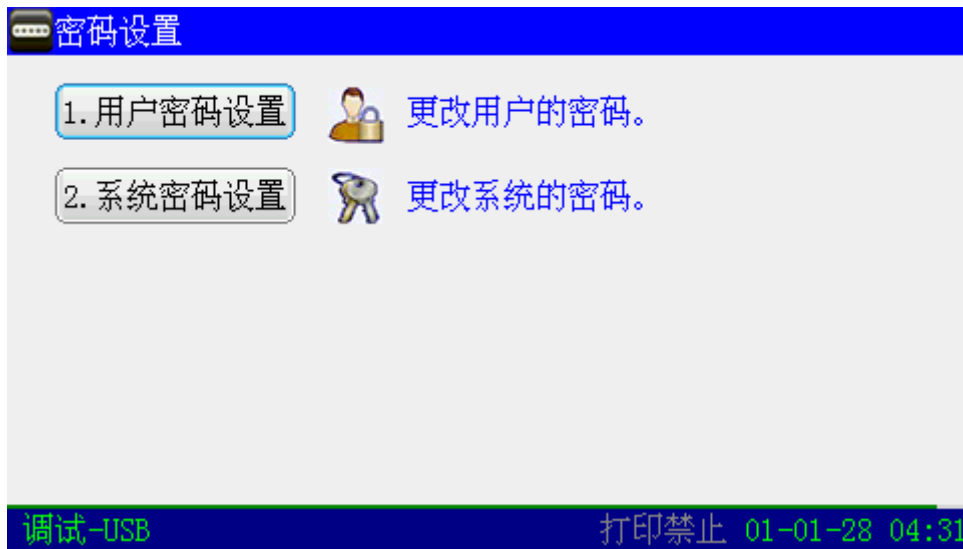 密码设置
1.用户密码设置 更改用户的密码。
2.系统密码设置 更改系统的密码。
调试-USB 打印禁止 01-01-28 04:31